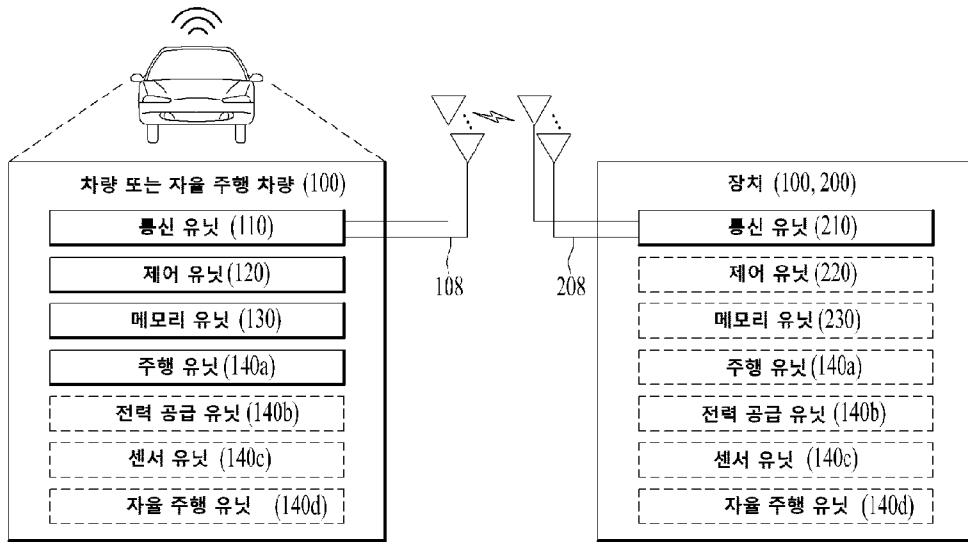 차량 또는 자율 주행 차량 (100)
통신 유닛 (110)
제어 유닛 (120)
메모리 유닛 (130)
주행 유닛 (140a)
전력 공급 유닛 (140b)
센서 유닛 (140c)
자율 주행 유닛 (140d)
108
208
장치 (100, 200)
통신 유닛 (210)
제어 유닛 (220)
메모리 유닛 (230)
주행 유닛 (140a)
전력 공급 유닛 (140b)
센서 유닛 (140c)
자율 주행 유닛 (140d)